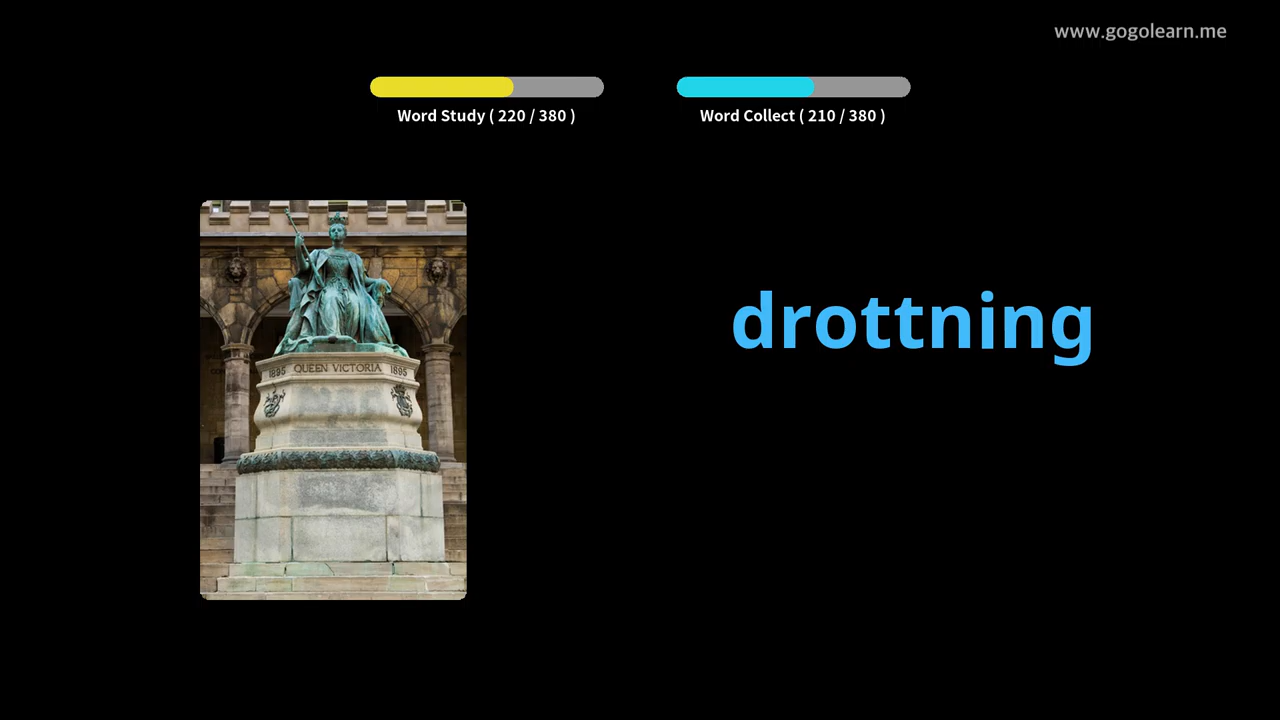 www.gogolearn.me
Word Study ( 220 / 380 )
Word Collect ( 210 / 380 )
drottning
1895 QUEEN VICTORIA 1895